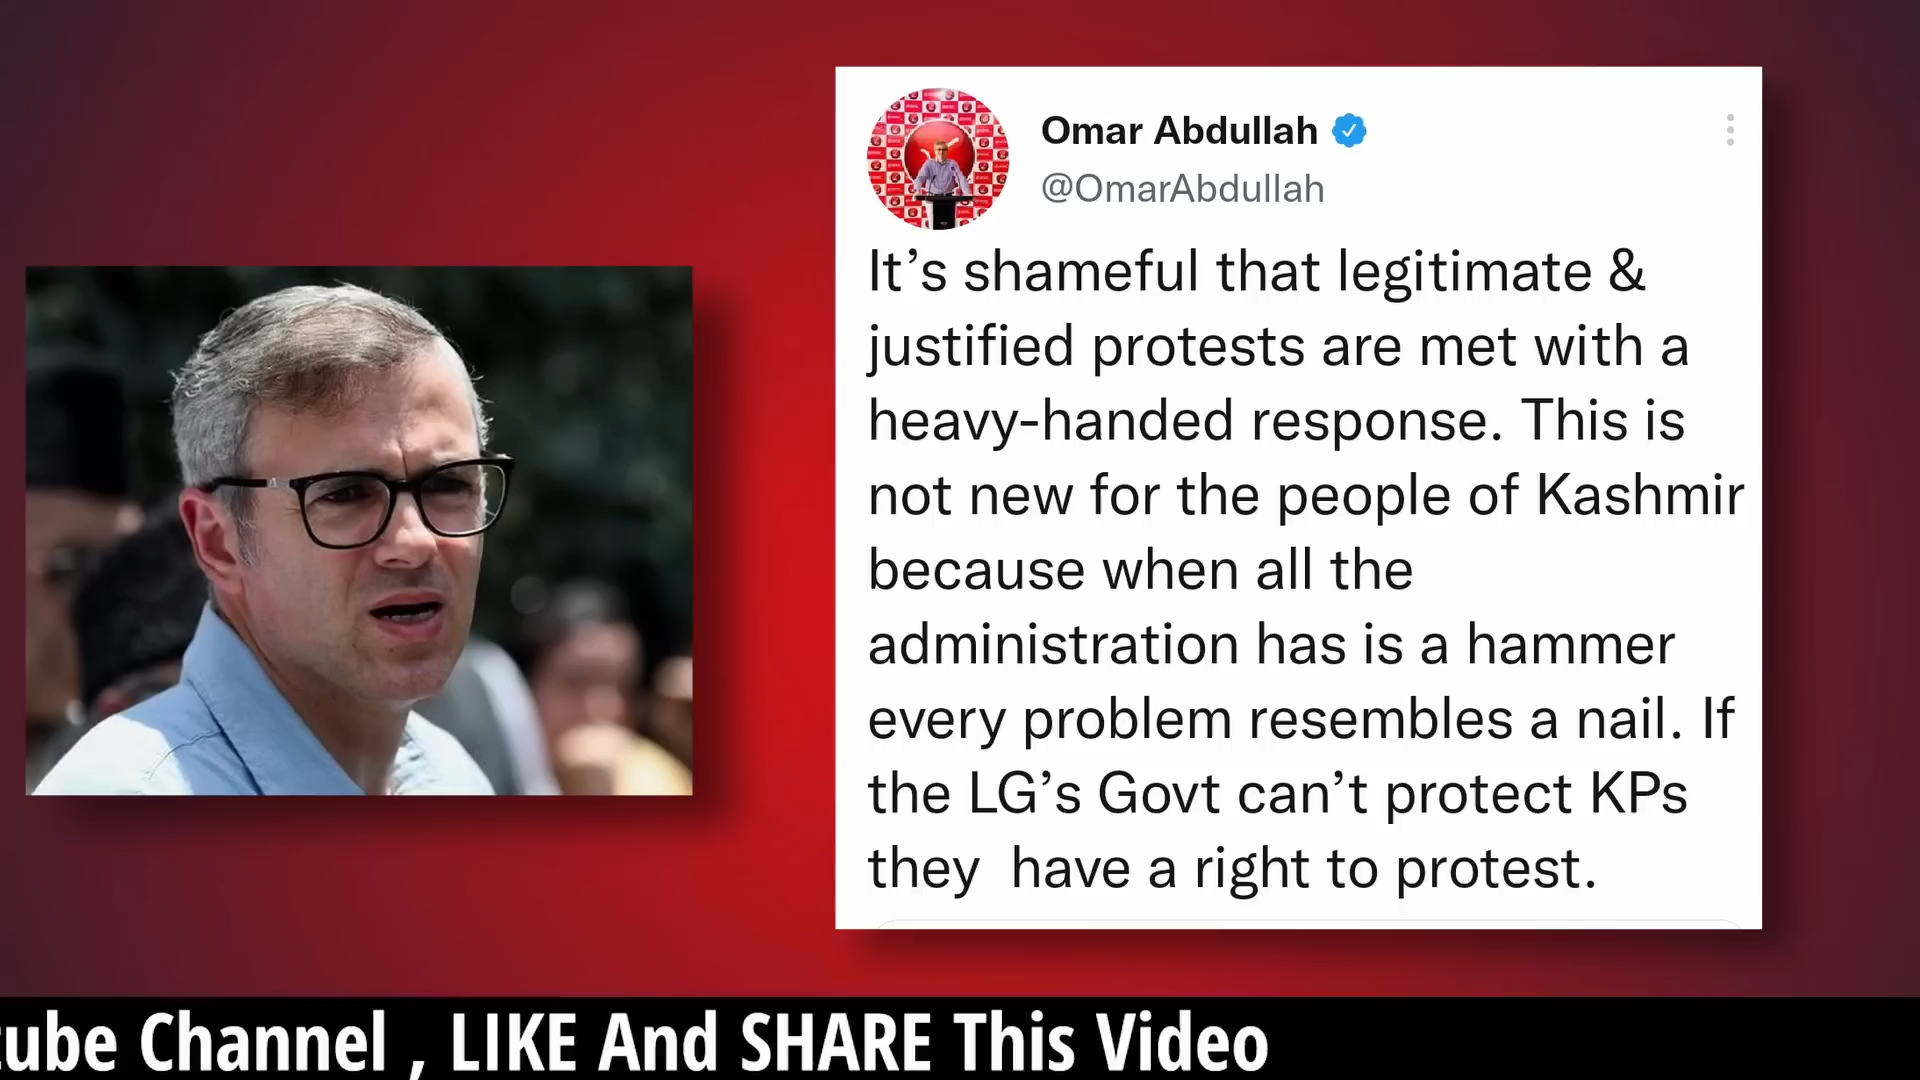 Omar Abdullah
@OmarAbdullah
It’s shameful that legitimate &
justified protests are met with a
heavy-handed response. This is
not new for the people of Kashmir
because when all the
administration has is a hammer
every problem resembles a nail. If
the LG’s Govt can’t protect KPs
they  have a right to protest.
tube Channel , LIKE And SHARE This Video